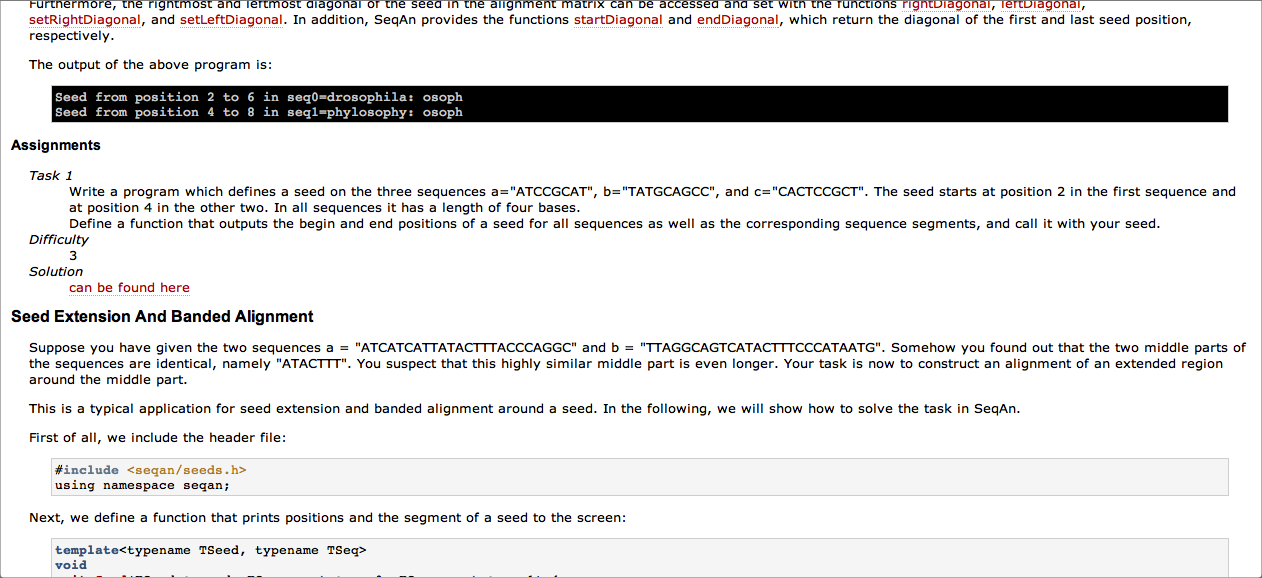 Furthermore, the rightmost and leftmost diagonal of the seed in the alignment matrix can be accessed and set with the functions rightDiagonal, leftDiagonal,
setRightDiagonal, and setLeftDiagonal. In addition, SeqAn provides the functions startDiagonal and endDiagonal, which return the diagonal of the first and last seed position,
respectively.
The output of the above program is:
Seed from position 2 to 6 in seq0=drosophila: osoph
Seed from position 4 to 8 in seq1=phylosophy: osoph
Assignments
Task 1
Write a program which defines a seed on the three sequences a="ATCCGCAT", b="TATGCAGCC", and c="CACTCCGCT". The seed starts at position 2 in the first sequence and
at position 4 in the other two. In all sequences it has a length of four bases.
Define a function that outputs the begin and end positions of a seed for all sequences as well as the corresponding sequence segments, and call it with your seed.
Difficulty
3
Solution
can be found here
Seed Extension And Banded Alignment
Suppose you have given the two sequences a = "ATCATCATTATACTTTACCCAGGC" and b = "TTAGGCAGTCATACTTTCCCATAATG". Somehow you found out that the two middle parts of
the sequences are identical, namely "ATACTTT". You suspect that this highly similar middle part is even longer. Your task is now to construct an alignment of an extended region
around the middle part.
This is a typical application for seed extension and banded alignment around a seed. In the following, we will show how to solve the task in SeqAn.
First of all, we include the header file:
#include <seqan/seeds.h>
using namespace seqan;
Next, we define a function that prints positions and the segment of a seed to the screen:
template<typename TSeed, typename TSeq>
void